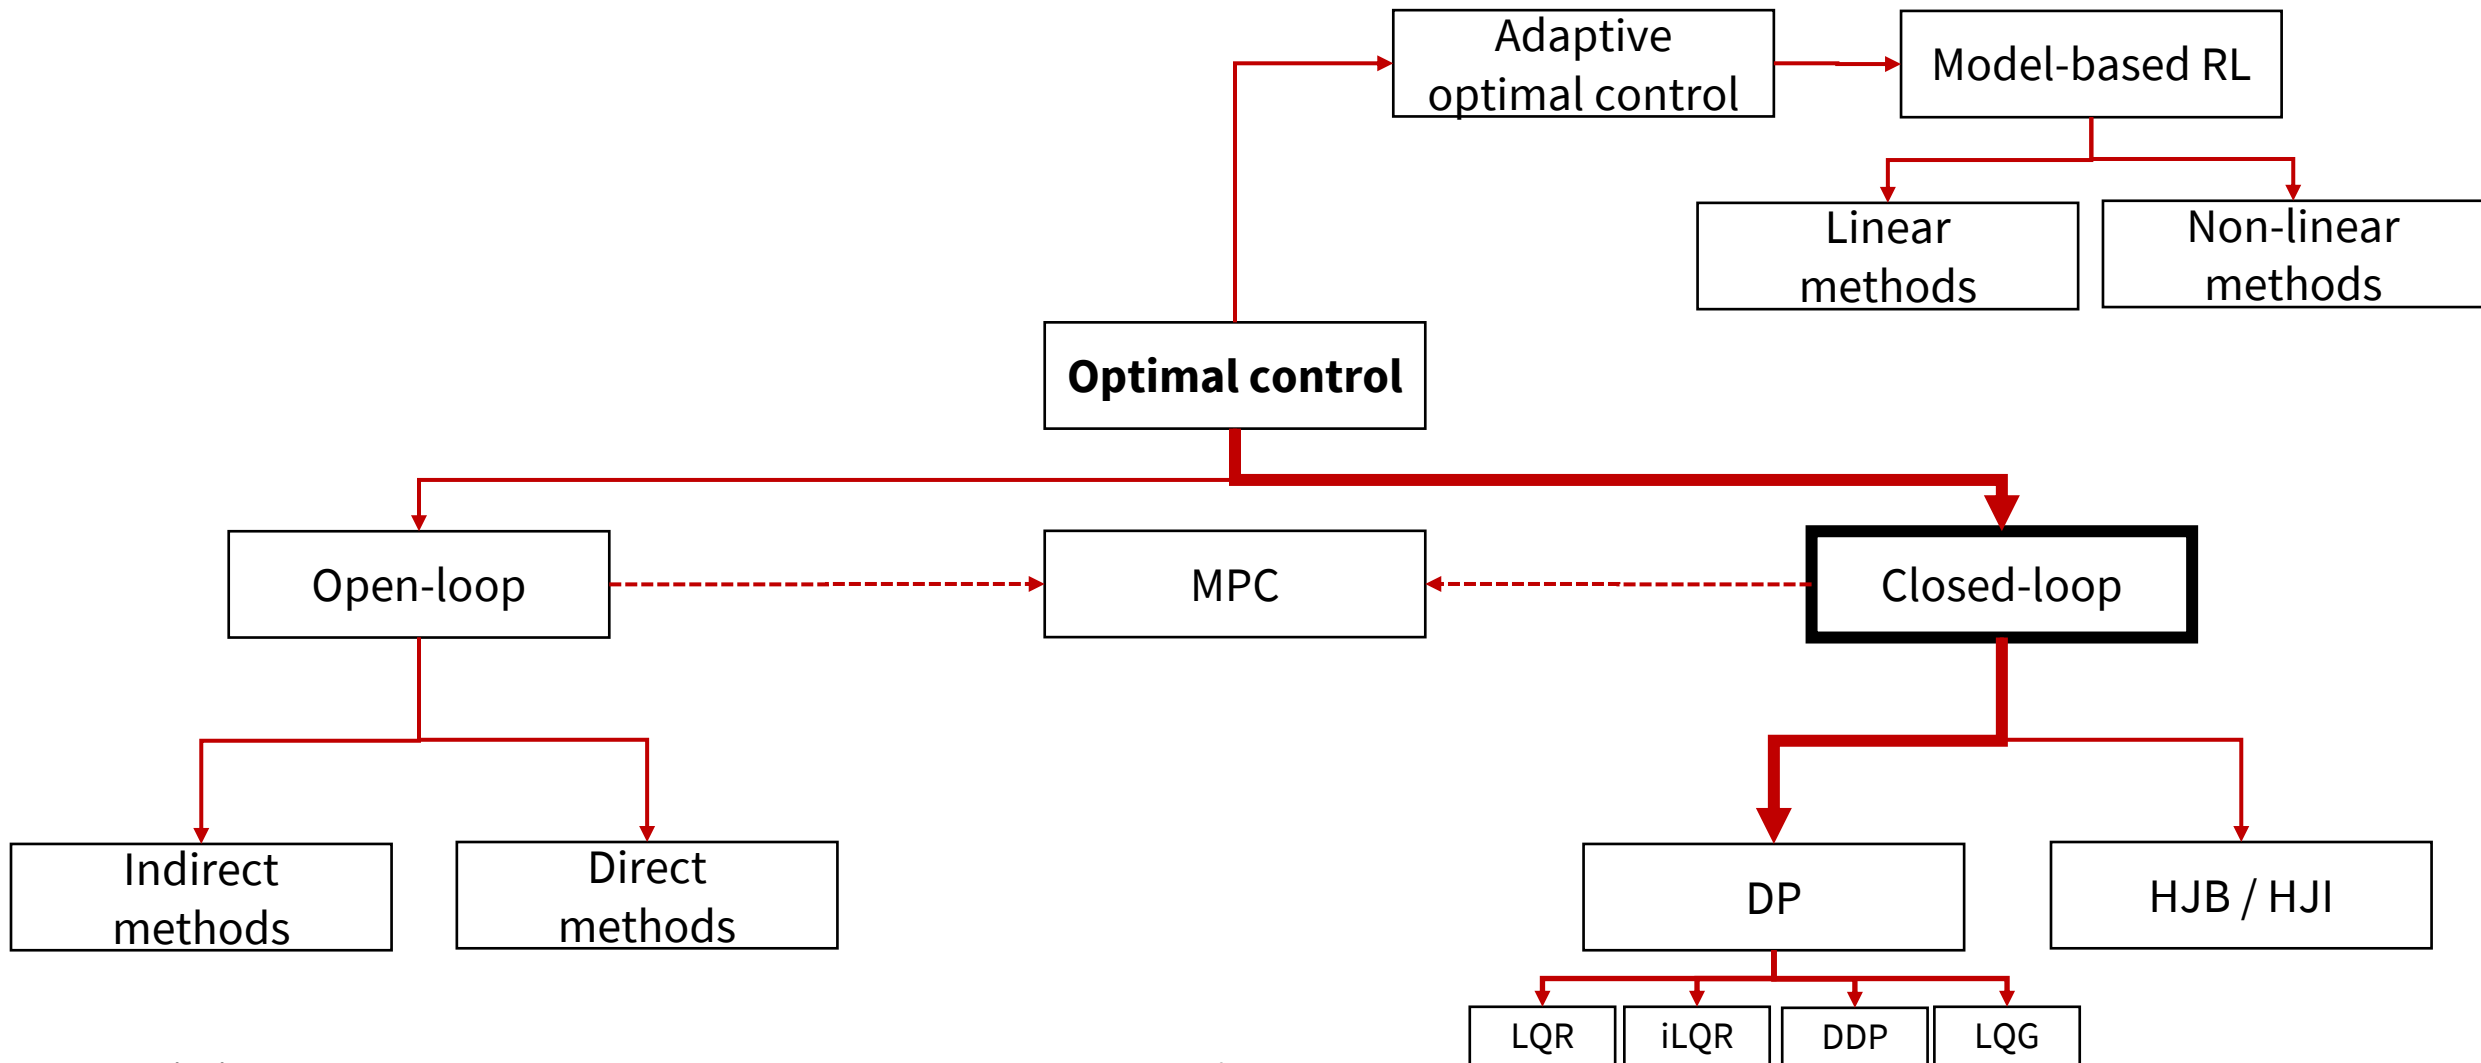 Adaptive
optimal control
Model-based RL
Linear
methods
Non-linear
methods
Optimal control
Open-loop
MPC
Closed-loop
Indirect
methods
Direct
methods
DP
HJB / HJI
LQR
iLQR
DDP
LQG